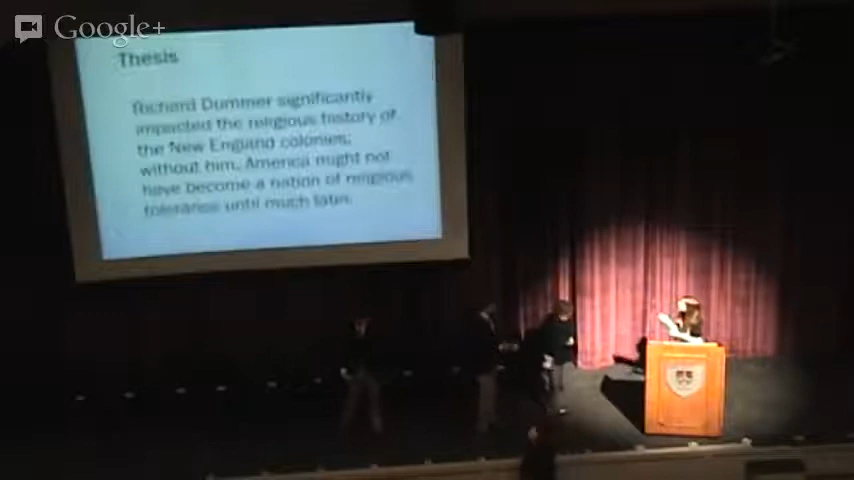 Google+
Thesis
Richard Dummer significantly
impacted the religious history of
the New England colonies;
without him, America might not
have become a nation of religious
tolerance until much later.